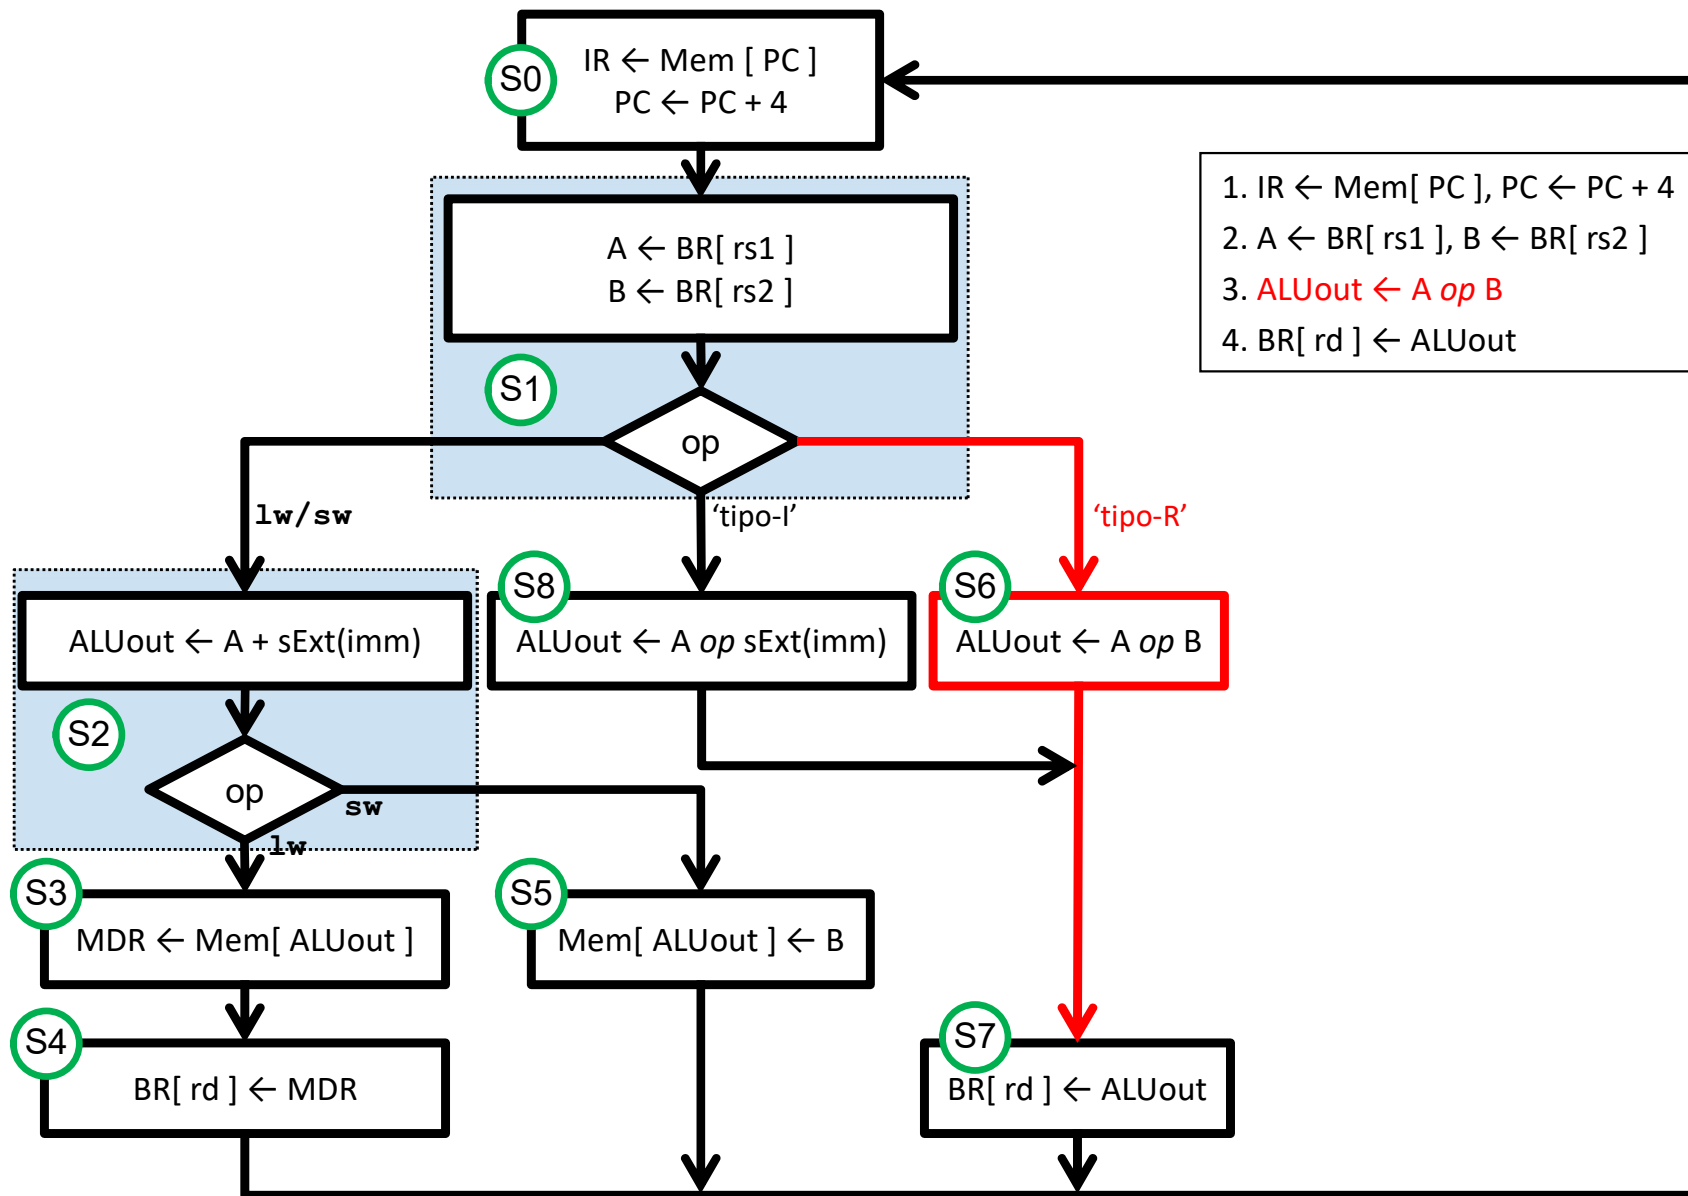 S0
IR ← Mem [ PC ]
PC ← PC + 4
1. IR ← Mem[ PC ], PC ← PC + 4
2. A ← BR[ rs1 ], B ← BR[ rs2 ]
3. ALUout ← A op B
4. BR[ rd ] ← ALUout
A ← BR[ rs1 ]
B ← BR[ rs2 ]
S1
op
lw/sw
‘tipo-I’
‘tipo-R’
S8
S6
ALUout ← A + sExt(imm)
ALUout ← A op sExt(imm)
ALUout ← A op B
S2
op
sw
lw
S3
S5
MDR ← Mem[ ALUout ]
Mem[ ALUout ] ← B
S4
S7
BR[ rd ] ← MDR
BR[ rd ] ← ALUout